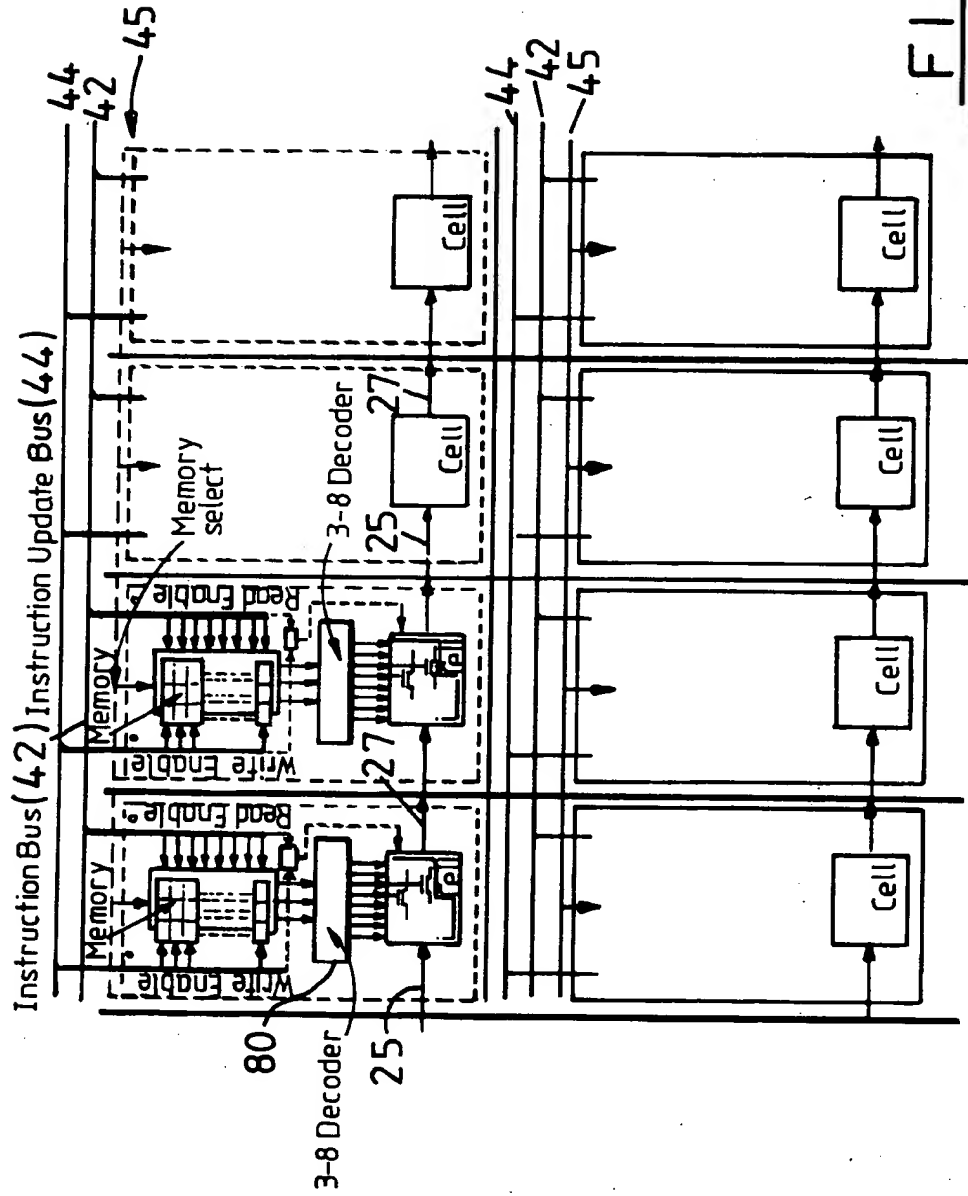 Instruction Bus(42) Instruction Update Bus(44)
44
42
45
Memory
select
Memory
Memory
Write Enable
Read Enable
Write Enable
Read Enable
80
3-8 Decoder
3-8 Decoder
25
27
25
27
Cell
Cell
44
42
45
Cell
Cell
Cell
Cell
FI